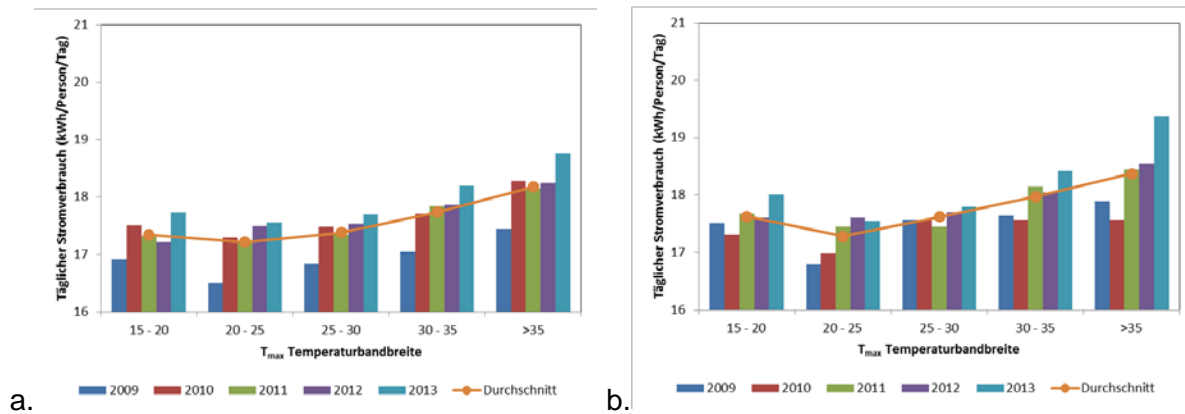 21
20
19
18
17
16
Täglicher Stromverbrauch (kWh/Person/Tag)
15 - 20 20 - 25 25 - 30 30 - 35 >35
Tmax Temperaturbandbreite
2009 2010 2011 2012 2013 Durchschnitt
a.
21
20
19
18
17
16
Täglicher Stromverbrauch (kWh/Person/Tag)
15 - 20 20 - 25 25 - 30 30 - 35 >35
Tmax Temperaturbandbreite
2009 2010 2011 2012 2013 Durchschnitt
b.